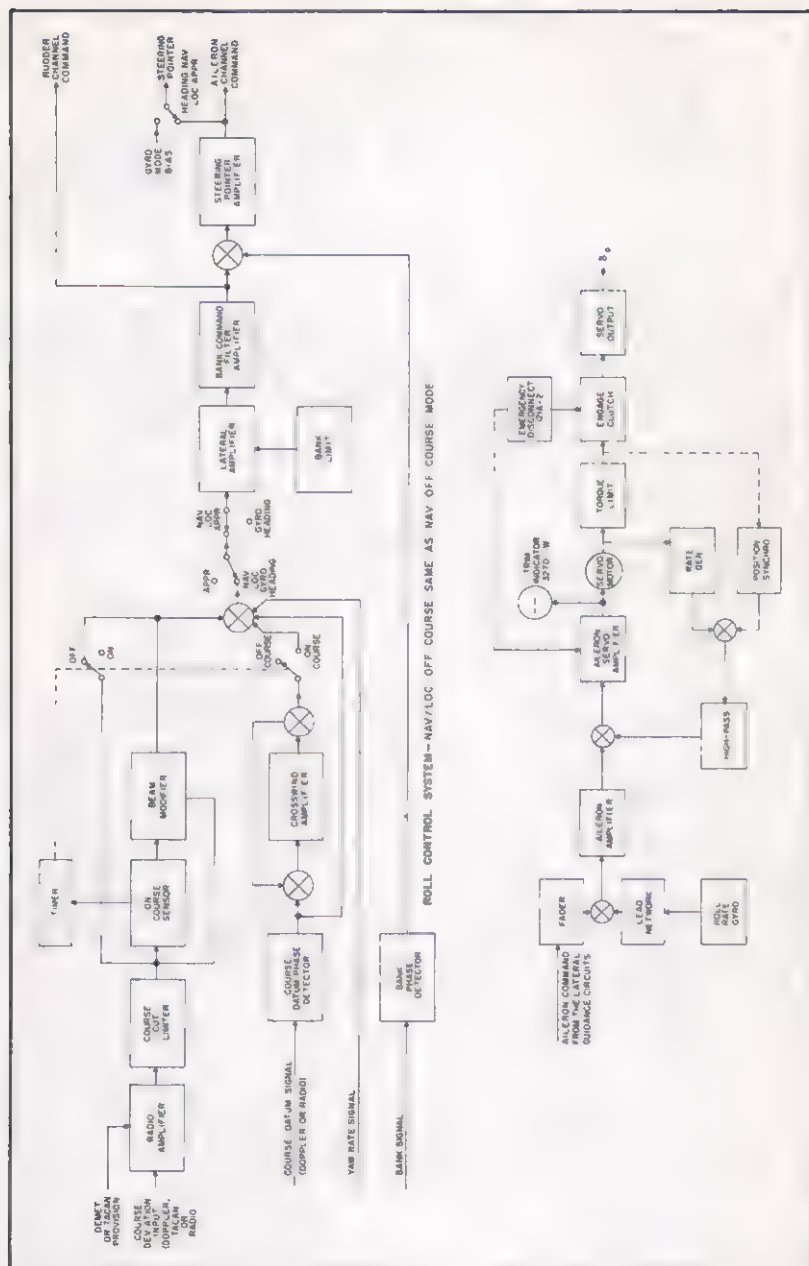 RUDDER
CHANNEL
COMMAND
GYRO
MODE
BIAS
STEERING
POINTER
HEADING NAV
LOC APPR
AILERON
CHANNEL
COMMAND
STEERING
POINTER
AMPLIFIER
BANK COMMAND
FILTER
AMPLIFIER
LATERAL
AMPLIFIER
BANK
LIMIT
NAV
LOC
APPR
GYRO
HEADING
APPR
NAV
LOC
GYRO
HEADING
OFF
ON
OFF
COURSE
ON
COURSE
TIMER
BEAM
MODIFIER
ON
COURSE
SENSOR
COURSE
CUT
LIMITER
RADIO
AMPLIFIER
DEMET
OR TACAN
PROVISION
COURSE
DEVIATION
INPUT
(DOPPLER,
TACAN
OR
RADIO
CROSSWIND
AMPLIFIER
COURSE
DATUM PHASE
DETECTOR
COURSE DATUM SIGNAL
(DOPPLER OR RADIO)
YAW RATE SIGNAL
BANK PHASE
DETECTOR
BANK SIGNAL
ROLL CONTROL SYSTEM-NAV/LOC OFF COURSE SAME AS NAV OFF COURSE MODE
AILERON COMMAND
FROM THE LATERAL
GUIDANCE CIRCUITS
FADER
LEAD
NETWORK
ROLL
RATE
GYRO
AILERON
AMPLIFIER
HIGH-PASS
AILERON
SERVO
AMPLIFIER
TRIM
INDICATOR
SERVO
MOTOR
RATE
GEN
POSITION
SYNCHRO
TORQUE
LIMIT
EMERGENCY
DISCONNECT
ENGAGE
CLUTCH
SERVO
OUTPUT